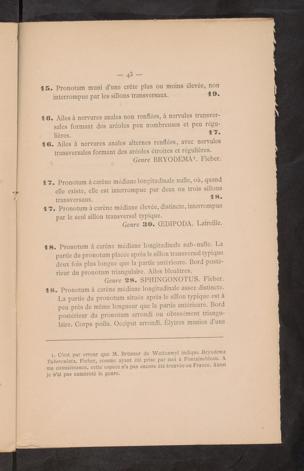 — 43 —
15. Pronotum muni d'une crête plus ou moins élevée, non
interrompue par les sillons transversaux. 19.
16. Ailes à nervures anales non renflées, à nervules transver-
sales formant des aréoles peu nombreuses et peu régu-
lières. 17.
16. Ailes à nervures anales alternes renflées, avec nervules
transversales formant des aréoles étroites et régulières.
Genre BRYODEMA¹. Fieber.
17. Pronotum à carène médiane longitudinale nulle, où, quand
elle existe, elle est interrompue par deux ou trois sillons
transversaux. 18.
17. Pronotum à carène médiane élevée, distincte, interrompue
par le seul sillon transversal typique.
Genre 30. ŒDIPODA. Latreille.
18. Pronotum à carène médiane longitudinale sub-nulle. La
partie du pronotum placée après le sillon transversal typique
deux fois plus longue que la partie antérieure. Bord posté-
rieur du pronotum triangulaire. Ailes bleuâtres.
Genre 28. SPHINGONOTUS. Fieber.
18. Pronotum à carène médiane longitudinale assez distincte.
La partie du pronotum située après le sillon typique est à
peu près de même longueur que la partie antérieure. Bord
postérieur du pronotum arrondi ou obtusément triangu-
laire. Corps poilu. Occiput arrondi. Élytres munies d'une
1. C'est par erreur que M. Brünner de Wattenwyl indique Bryodema
Tuberculata. Fieber, comme ayant été prise par moi à Fontainebleau. A
ma connaissance, cette espèce n'a pas encore été trouvée en France. Aussi
je n'ai pas numéroté le genre.